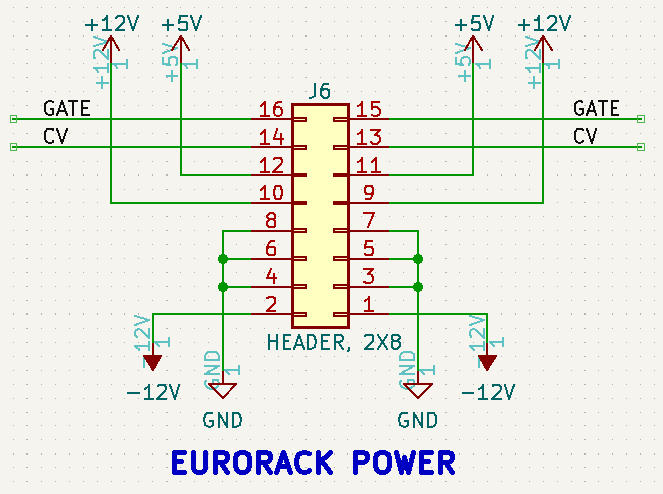 +12V +5V +5V +12V
+12V 1 +5V 1 +5V 1 +12V 1
J6
GATE 16 15 GATE
CV 14 13 CV
12 11
10 9
8 7
6 5
4 3
2 1
-12V 1 HEADER, 2X8 -12V 1
GND 1 GND 1
-12V -12V
GND GND
EURORACK POWER